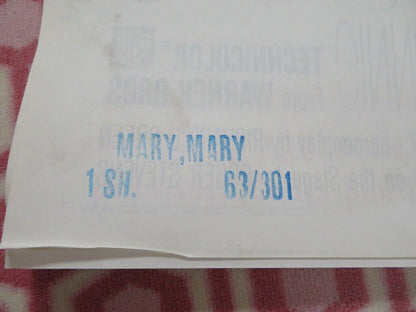 TECHNICOLOR®
From WARNER BROS.
Screenplay by
on the Stage
MARY, MARY
1 SH. 63/301